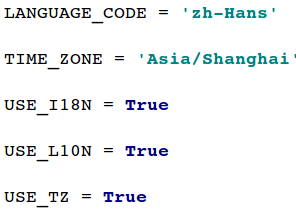 LANGUAGE_CODE = 'zh-Hans'
TIME_ZONE = 'Asia/Shanghai'
USE_I18N = True
USE_L10N = True
USE_TZ = True